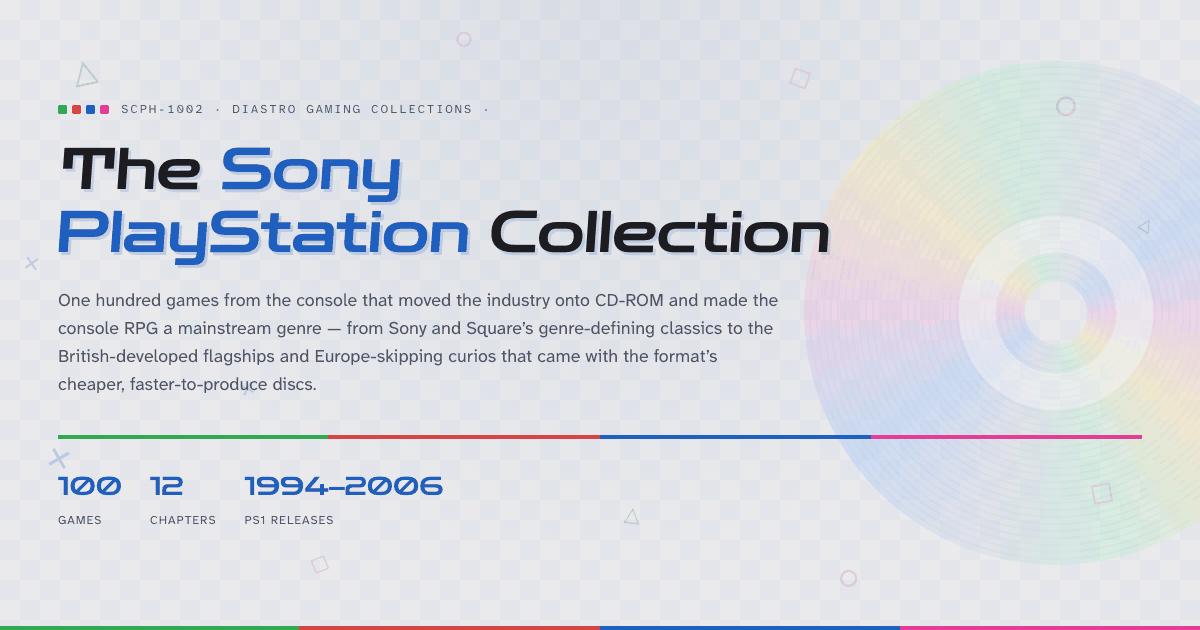 SCPH-1002 · DIASTRO GAMING COLLECTIONS ·
The Sony
PlayStation Collection
One hundred games from the console that moved the industry onto CD-ROM and made the
console RPG a mainstream genre — from Sony and Square’s genre-defining classics to the
British-developed flagships and Europe-skipping curios that came with the format’s
cheaper, faster-to-produce discs.
100 12 1994–2006
GAMES CHAPTERS PS1 RELEASES